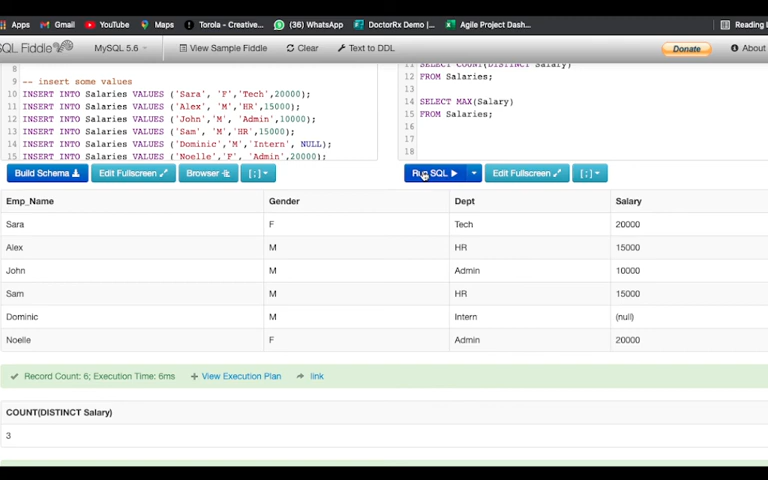 Apps Gmail YouTube Maps Torola - Creative... (36) WhatsApp DoctorRx Demo |... Agile Project Dash... Reading
SQL Fiddle MySQL 5.6 View Sample Fiddle Clear Text to DDL Donate About
8
9 -- insert some values
10 INSERT INTO Salaries VALUES ('Sara', 'F','Tech',20000);
11 INSERT INTO Salaries VALUES ('Alex', 'M','HR',15000);
12 INSERT INTO Salaries VALUES ('John','M', 'Admin',10000);
13 INSERT INTO Salaries VALUES ('Sam', 'M','HR',15000);
14 INSERT INTO Salaries VALUES ('Dominic','M','Intern', NULL);
15 INSERT INTO Salaries VALUES ('Noelle','F', 'Admin',20000);
11 SELECT COUNT(DISTINCT Salary)
12 FROM Salaries;
13
14 SELECT MAX(Salary)
15 FROM Salaries;
16
17
18
Build Schema Edit Fullscreen Browser [ ; ] Run SQL Edit Fullscreen [ ; ]
Emp_Name Gender Dept Salary
Sara F Tech 20000
Alex M HR 15000
John M Admin 10000
Sam M HR 15000
Dominic M Intern (null)
Noelle F Admin 20000
Record Count: 6; Execution Time: 6ms View Execution Plan link
COUNT(DISTINCT Salary)
3